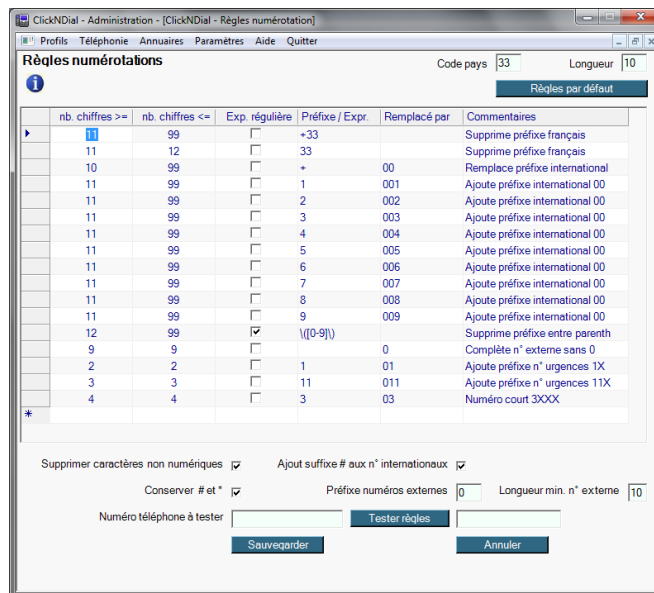 ClickNDial - Administration - [ClickNDial - Règles numérotation]
Profils Téléphonie Annuaires Paramètres Aide Quitter
Règles numérotations Code pays 33 Longueur 10
Règles par défaut
nb. chiffres >= nb. chiffres <= Exp. régulière Préfixe / Expr. Remplacé par Commentaires
11 99 +33 Supprime préfixe français
11 12 33 Supprime préfixe français
10 99 + 00 Remplace préfixe international
11 99 1 001 Ajoute préfixe international 00
11 99 2 002 Ajoute préfixe international 00
11 99 3 003 Ajoute préfixe international 00
11 99 4 004 Ajoute préfixe international 00
11 99 5 005 Ajoute préfixe international 00
11 99 6 006 Ajoute préfixe international 00
11 99 7 007 Ajoute préfixe international 00
11 99 8 008 Ajoute préfixe international 00
11 99 9 009 Ajoute préfixe international 00
12 99 \([0-9]\) Supprime préfixe entre parenth
9 9 0 Complète n° externe sans 0
2 2 1 01 Ajoute préfixe n° urgences 1X
3 3 11 011 Ajoute préfixe n° urgences 11X
4 4 3 03 Numéro court 3XXX
Supprimer caractères non numériques Ajout suffixe # aux n° internationaux
Conserver # et * Préfixe numéros externes 0 Longueur min. n° externe 10
Numéro téléphone à tester Tester règles
Sauvegarder Annuler